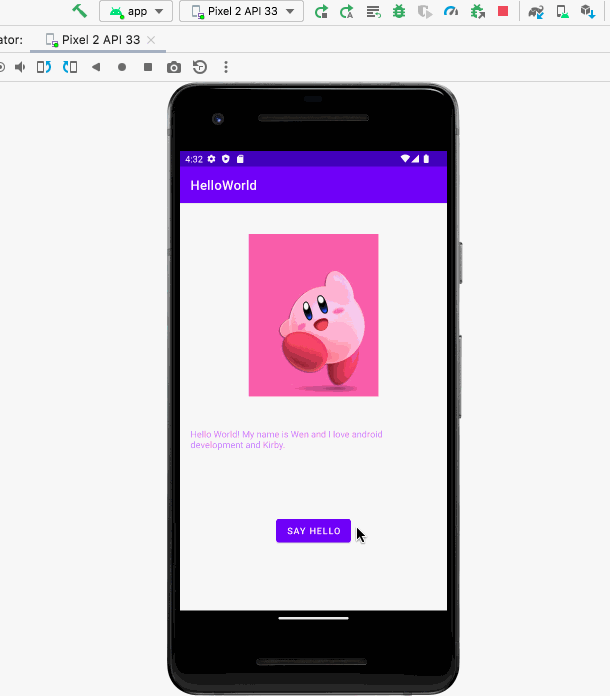 app
Pixel 2 API 33
ator:
Pixel 2 API 33
4:32
HelloWorld
Hello World! My name is Wen and I love android
development and Kirby.
SAY HELLO